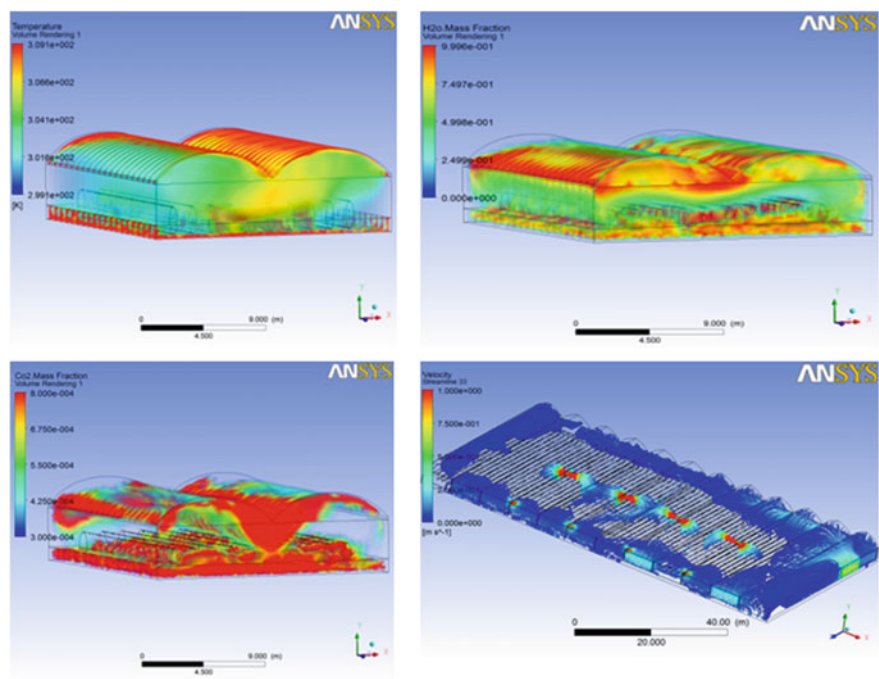 Temperature
Volume Rendering 1
ANSYS
3.091e+002
3.066e+002
3.041e+002
3.016e+002
2.991e+002
[K]
0
9.000 (m)
4.500
Y
X
H2o.Mass Fraction
Volume Rendering 1
ANSYS
9.996e-001
7.497e-001
4.998e-001
2.499e-001
0.000e+000
0
9.000 (m)
4.500
Y
X
Co2.Mass Fraction
Volume Rendering 1
ANSYS
8.000e-004
6.750e-004
5.500e-004
4.250e-004
3.000e-004
0
9.000 (m)
4.500
Y
X
Velocity
Streamline 33
ANSYS
1.000e+000
7.500e-001
0.000e+000
[m s^-1]
0
40.00 (m)
20.000
Y
X